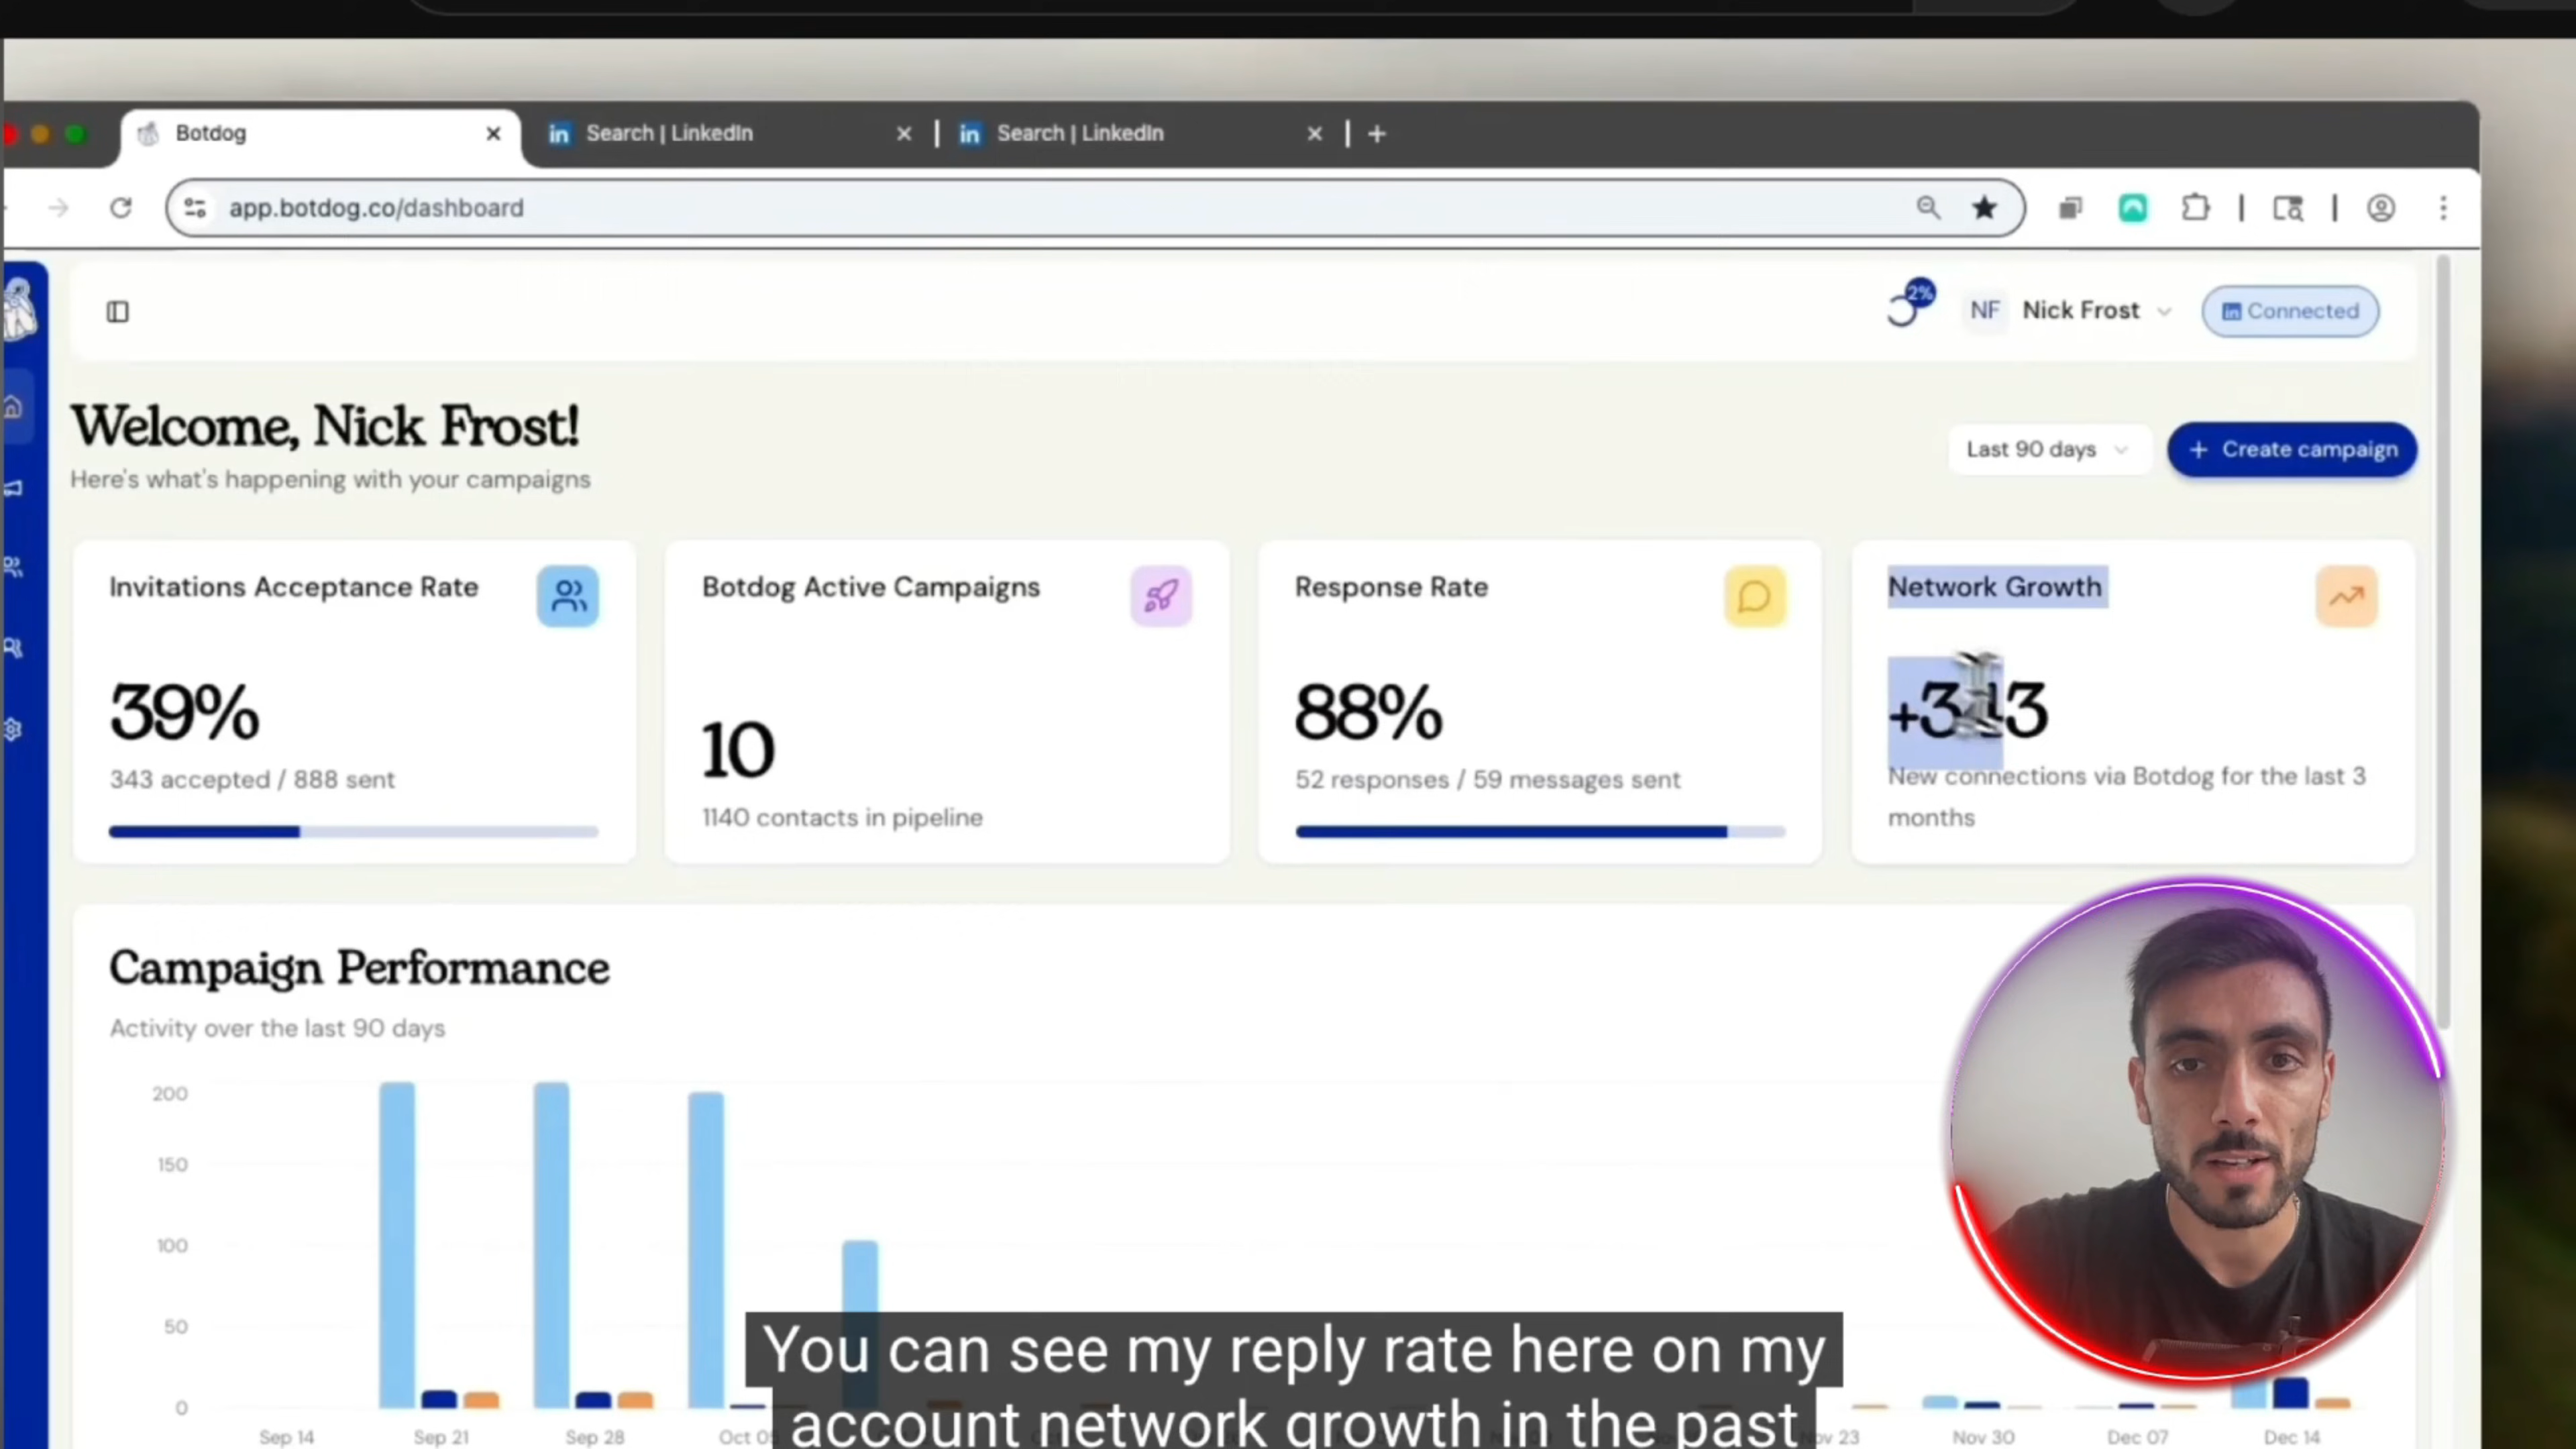 Botdog
Search | LinkedIn
Search | LinkedIn
app.botdog.co/dashboard
2%
NF Nick Frost
in Connected
Welcome, Nick Frost!
Here's what's happening with your campaigns
Last 90 days
+ Create campaign
Invitations Acceptance Rate
39%
343 accepted / 888 sent
Botdog Active Campaigns
10
1140 contacts in pipeline
Response Rate
88%
52 responses / 59 messages sent
Network Growth
New connections via Botdog for the last 3
months
Campaign Performance
Activity over the last 90 days
200
150
100
50
0
Sep 14
Sep 21
Sep 28
Oct
Nov 23
Nov 30
Dec 07
Dec 14
You can see my reply rate here on my
account network growth in the past